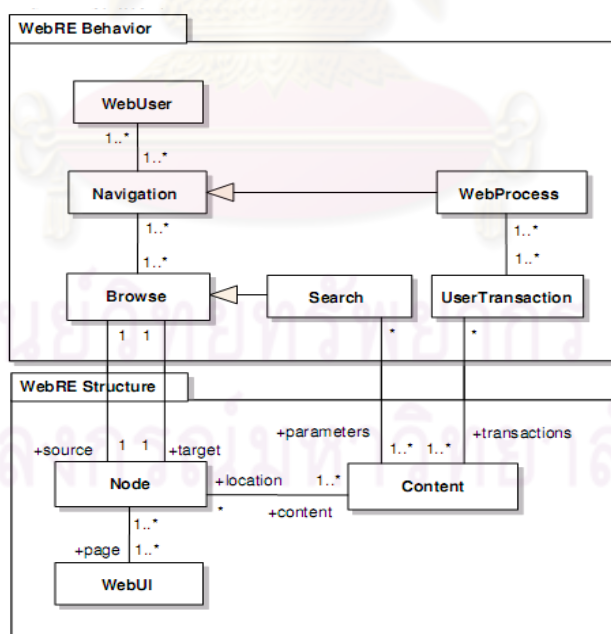 WebRE Behavior
WebUser
1..*
1..*
Navigation
WebProcess
1..*
1..*
1..*
1..*
Browse
Search
UserTransaction
1
1
*
*
WebRE Structure
+parameters
+transactions
1
1
1..*
1..*
+source
+target
Node
+location
1..*
Content
*
+content
1..*
+page
1..*
WebUI